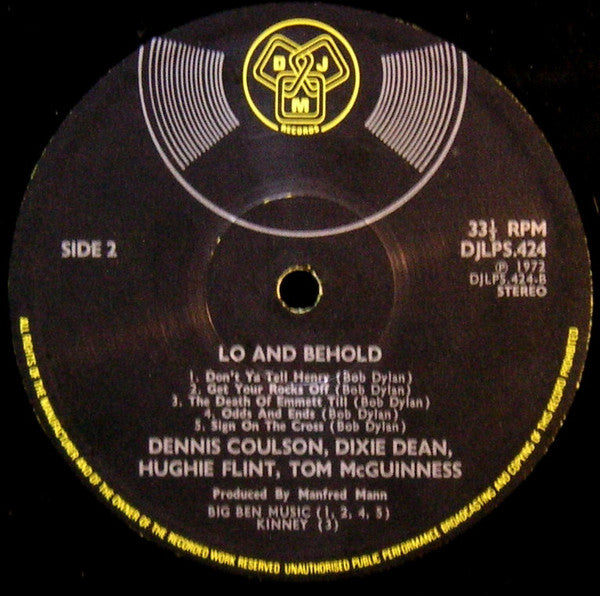 D J
M
RECORDS
SIDE 2
33⅓ RPM
DJLPS.424
℗ 1972
DJLPS.424-B
STEREO
LO AND BEHOLD
1. Don't Ya Tell Henry (Bob Dylan)
2. Get Your Rocks Off (Bob Dylan)
3. The Death Of Emmett Till (Bob Dylan)
4. Odds And Ends (Bob Dylan)
5. Sign On The Cross (Bob Dylan)
DENNIS COULSON, DIXIE DEAN,
HUGHIE FLINT, TOM McGUINNESS
Produced By Manfred Mann
BIG BEN MUSIC (1, 2, 4, 5)
KINNEY (3)
ALL RIGHTS OF THE MANUFACTURER AND OF THE OWNER OF THE RECORDED WORK RESERVED UNAUTHORISED PUBLIC PERFORMANCE BROADCASTING AND COPYING OF THIS RECORD PROHIBITED